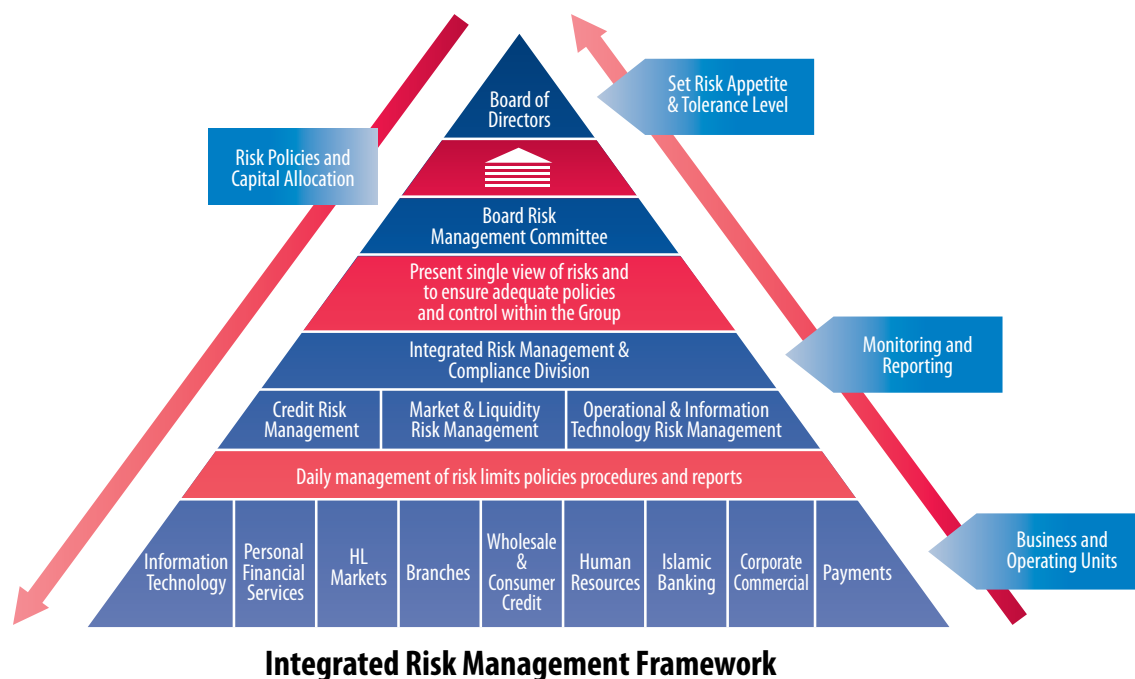 Set Risk Appetite
& Tolerance Level
Board of
Directors
Risk Policies and
Capital Allocation
Board Risk
Management Committee
Present single view of risks and
to ensure adequate policies
and control within the Group
Monitoring and
Reporting
Integrated Risk Management &
Compliance Division
Credit Risk
Management
Market & Liquidity
Risk Management
Operational & Information
Technology Risk Management
Daily management of risk limits policies procedures and reports
Information
Technology
Personal
Financial
Services
HL
Markets
Branches
Wholesale
&
Consumer
Credit
Human
Resources
Islamic
Banking
Corporate
Commercial
Payments
Business and
Operating Units
Integrated Risk Management Framework